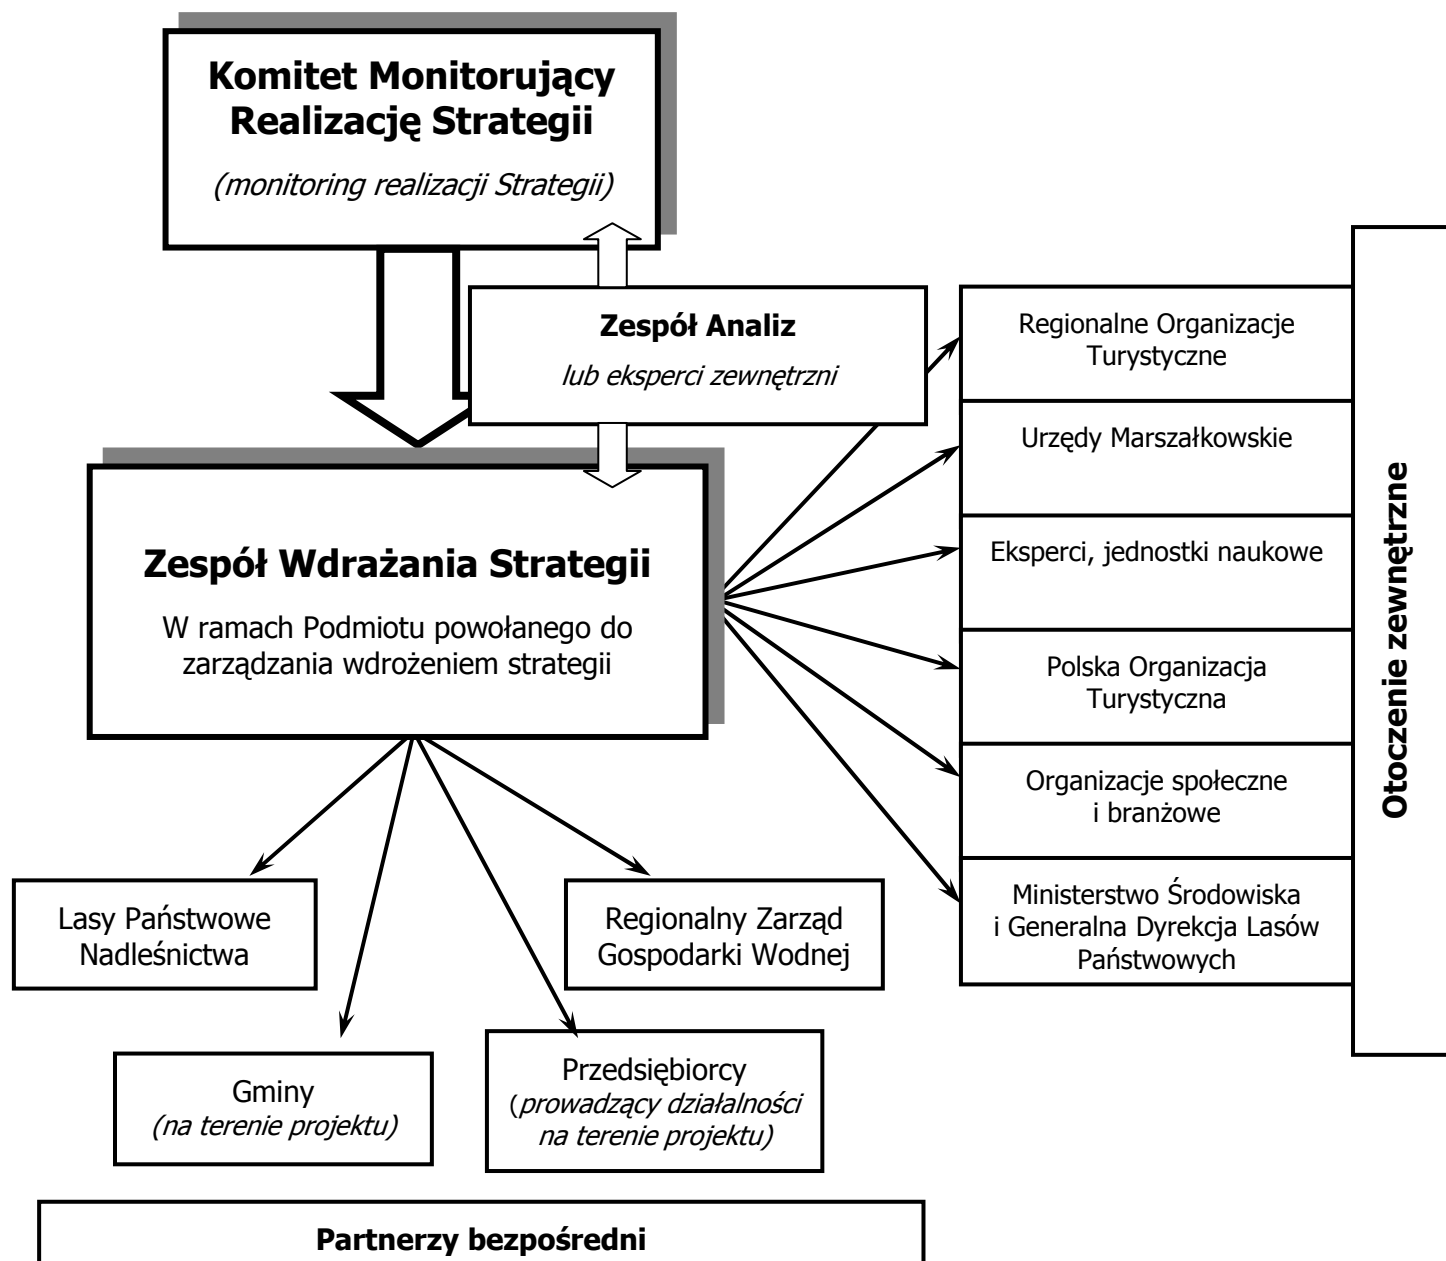 Komitet Monitorujący
Realizację Strategii
(monitoring realizacji Strategii)
Zespół Analiz
lub eksperci zewnętrzni
Zespół Wdrażania Strategii
W ramach Podmiotu powołanego do
zarządzania wdrożeniem strategii
Regionalne Organizacje
Turystyczne
Urzędy Marszałkowskie
Eksperci, jednostki naukowe
Polska Organizacja
Turystyczna
Organizacje społeczne
i branżowe
Ministerstwo Środowiska
i Generalna Dyrekcja Lasów
Państwowych
Otoczenie zewnętrzne
Lasy Państwowe
Nadleśnictwa
Regionalny Zarząd
Gospodarki Wodnej
Gminy
(na terenie projektu)
Przedsiębiorcy
(prowadzący działalności
na terenie projektu)
Partnerzy bezpośredni